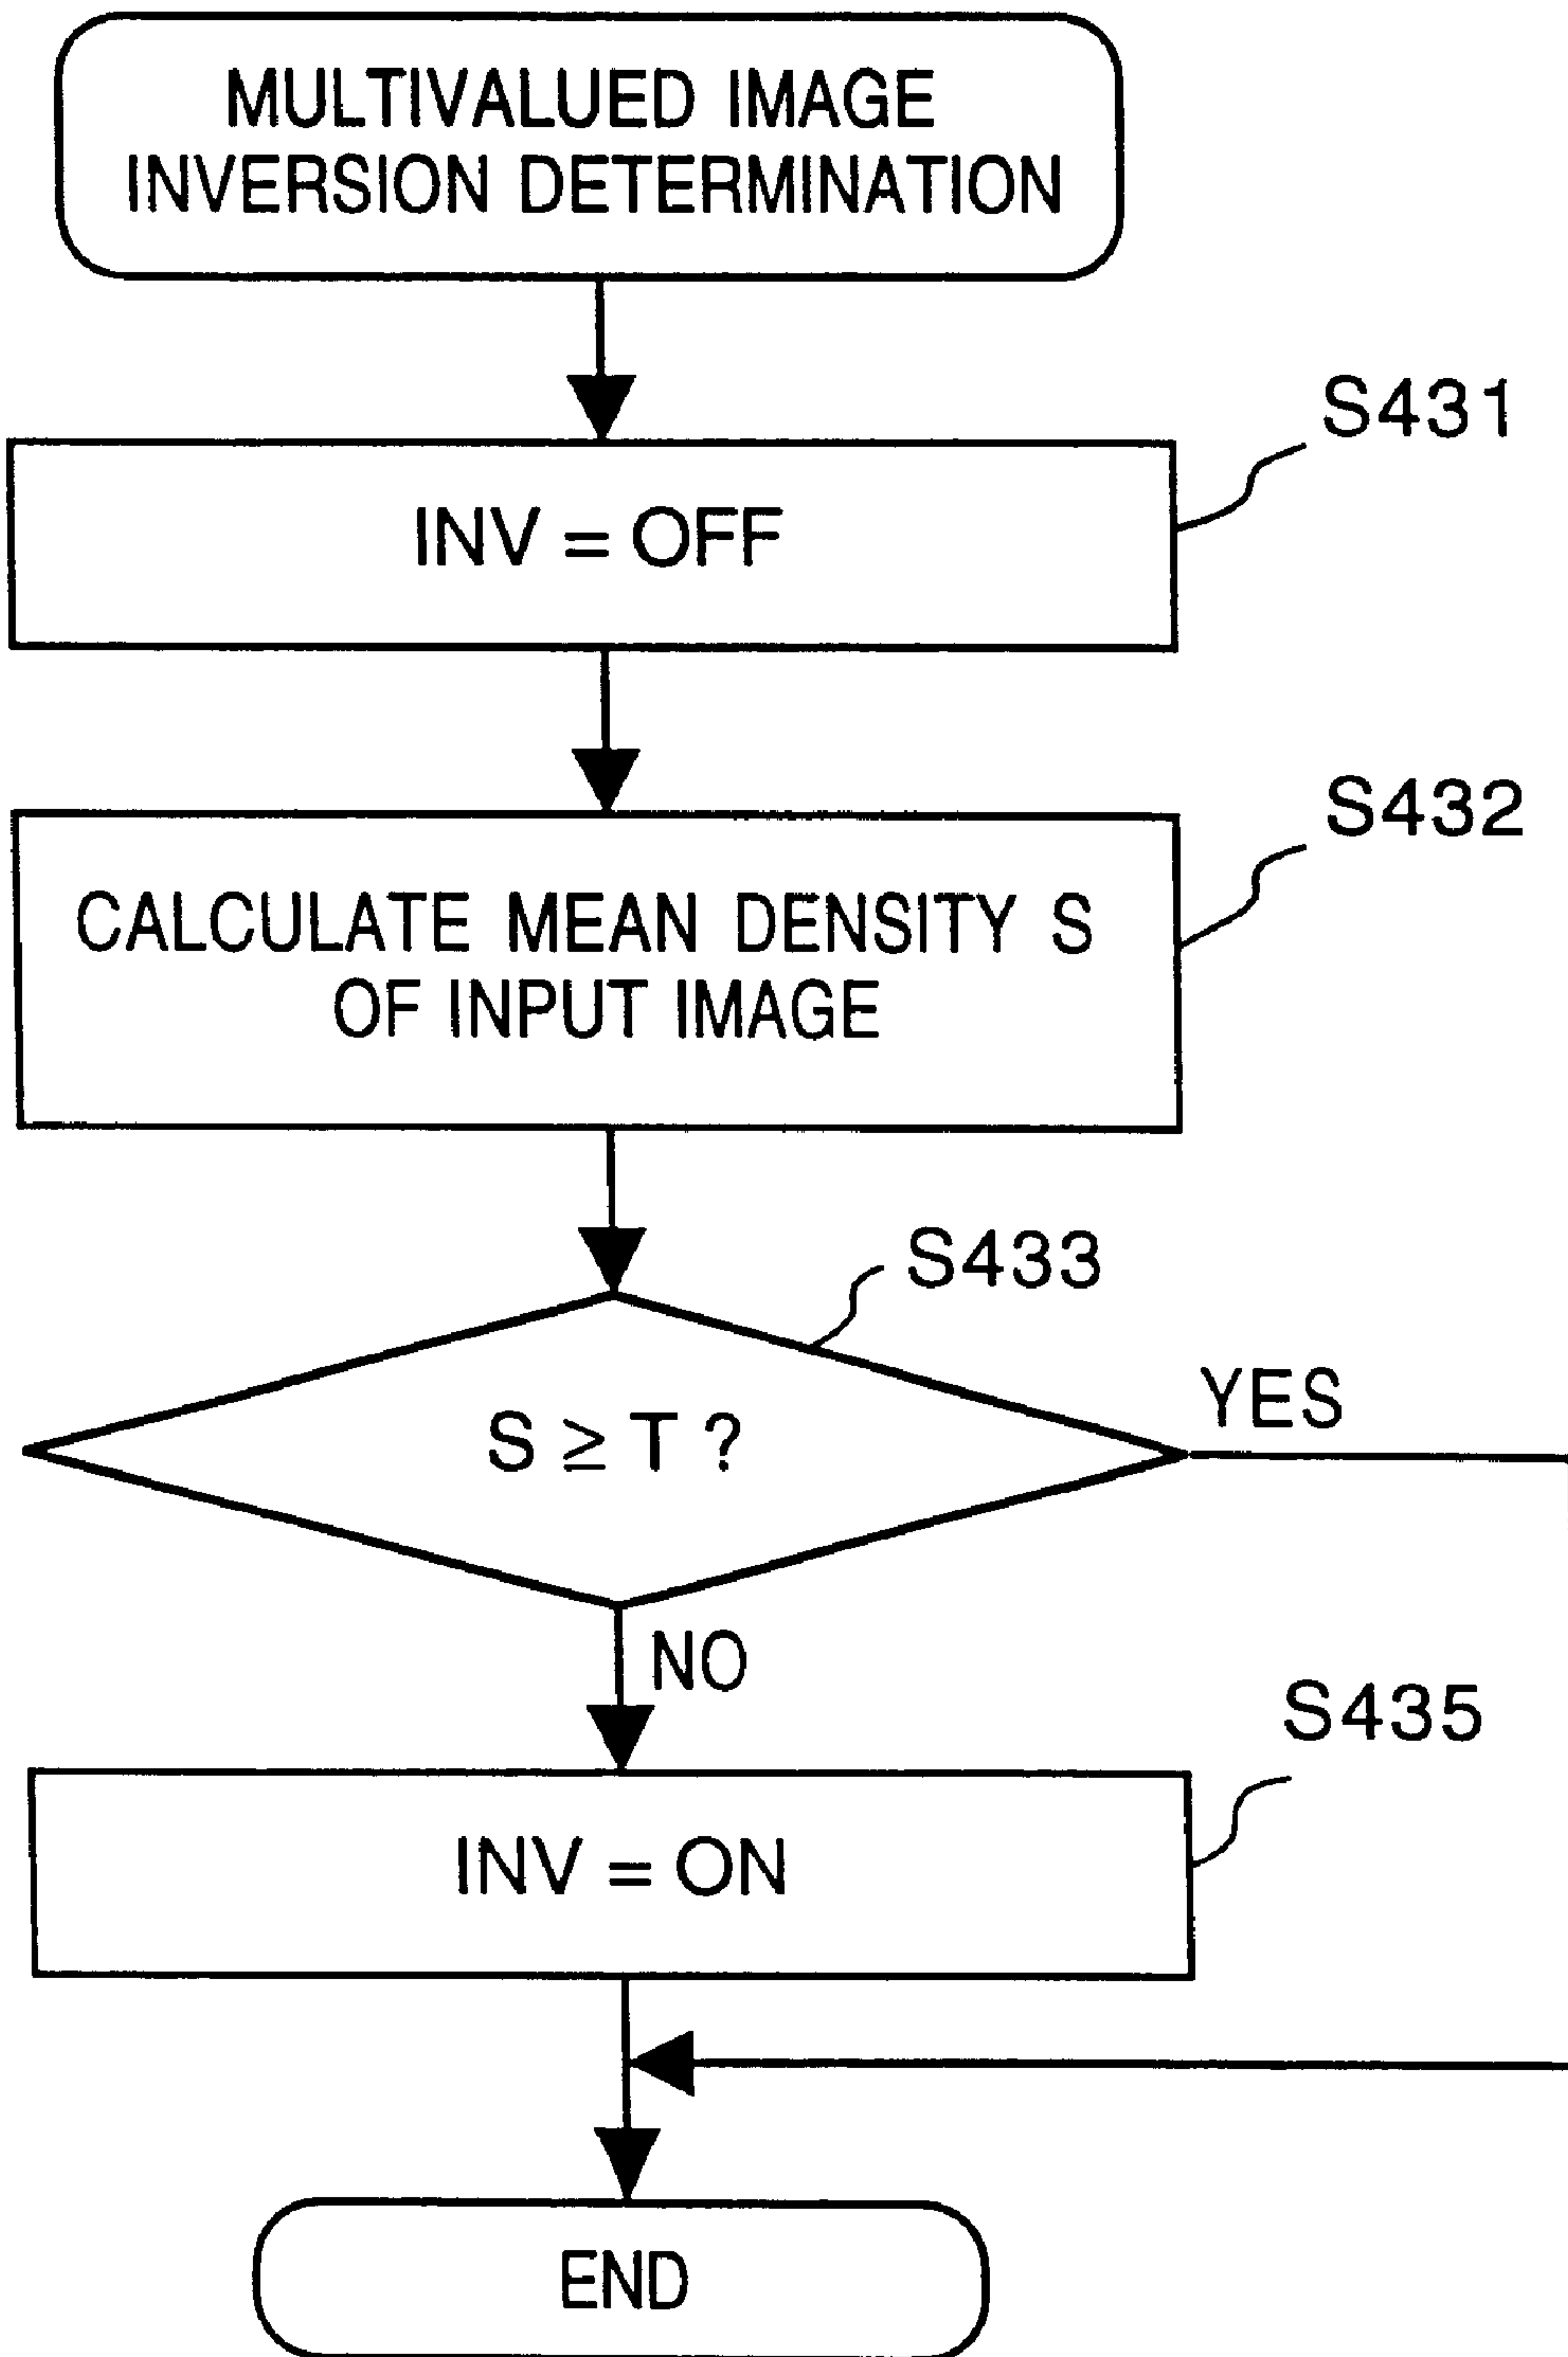 MULTIVALUED IMAGE
INVERSION DETERMINATION
S431
INV = OFF
S432
CALCULATE MEAN DENSITY S
OF INPUT IMAGE
S433
YES
S ≥ T ?
NO
S435
INV = ON
END